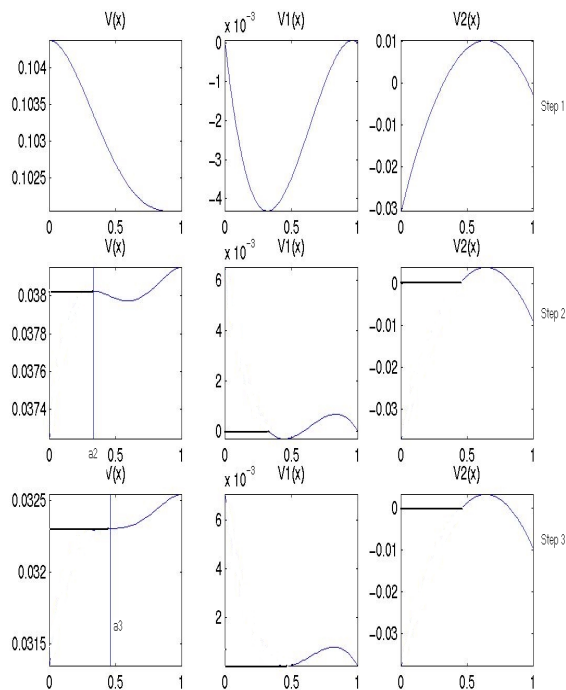 V(x)
V1(x)
V2(x)
x 10⁻³
0.104
0.1035
0.103
0.1025
0
−1
−2
−3
−4
0.01
0
−0.01
−0.02
−0.03
Step 1
0 0.5 1
0 0.5 1
0 0.5 1
V(x)
V1(x)
V2(x)
x 10⁻³
0.038
0.0378
0.0376
0.0374
6
4
2
0
0
−0.01
−0.02
−0.03
Step 2
0 0.5 1
a2
0 0.5 1
0 0.5 1
√(x)
V1(x)
V2(x)
x 10⁻³
0.0325
0.032
0.0315
a3
6
4
2
0
−0.01
−0.02
−0.03
Step 3
0 0.5 1
0 0.5 1
0 0.5 1